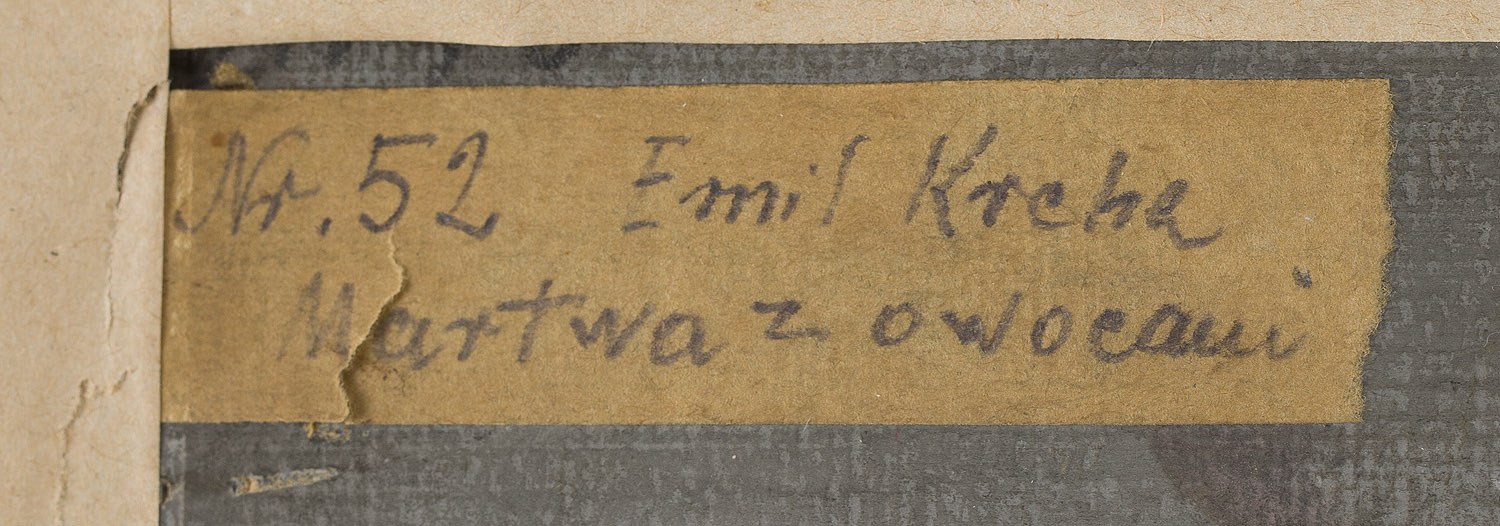 Nr. 52 Emil Krcha
Martwa z owocami